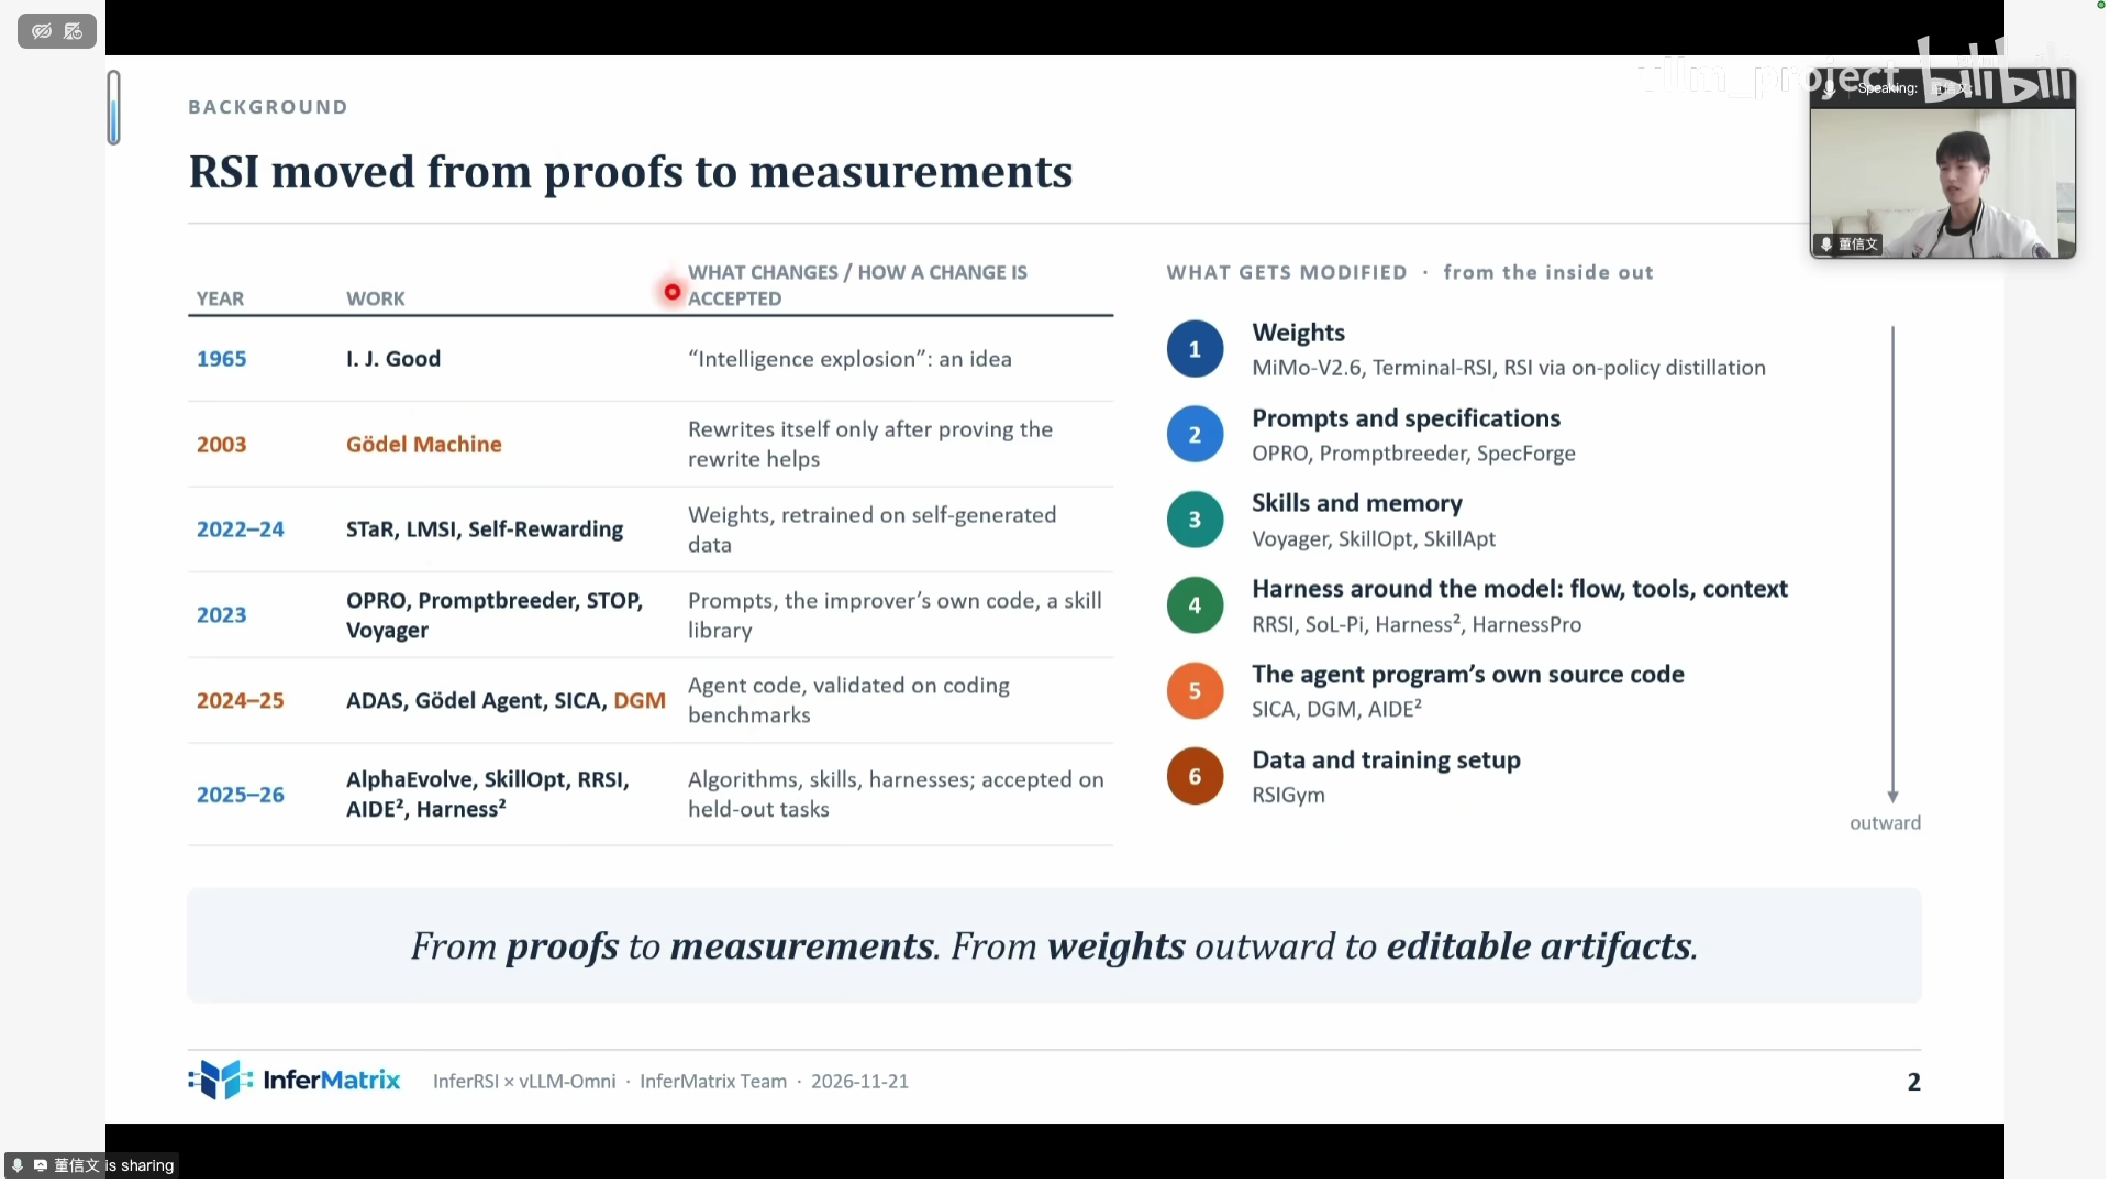 vllm_project bilibili
Speaking: 董信文
董信文
BACKGROUND
RSI moved from proofs to measurements
YEAR
WORK
WHAT CHANGES / HOW A CHANGE IS
ACCEPTED
1965
I. J. Good
“Intelligence explosion”: an idea
2003
Gödel Machine
Rewrites itself only after proving the
rewrite helps
2022–24
STaR, LMSI, Self-Rewarding
Weights, retrained on self-generated
data
2023
OPRO, Promptbreeder, STOP,
Voyager
Prompts, the improver’s own code, a skill
library
2024–25
ADAS, Gödel Agent, SICA, DGM
Agent code, validated on coding
benchmarks
2025–26
AlphaEvolve, SkillOpt, RRSI,
AIDE², Harness²
Algorithms, skills, harnesses; accepted on
held-out tasks
WHAT GETS MODIFIED · from the inside out
1
Weights
MiMo-V2.6, Terminal-RSI, RSI via on-policy distillation
2
Prompts and specifications
OPRO, Promptbreeder, SpecForge
3
Skills and memory
Voyager, SkillOpt, SkillApt
4
Harness around the model: flow, tools, context
RRSI, SoL-Pi, Harness², HarnessPro
5
The agent program’s own source code
SICA, DGM, AIDE²
6
Data and training setup
RSIGym
outward
From proofs to measurements. From weights outward to editable artifacts.
InferMatrix
InferRSI × vLLM-Omni · InferMatrix Team · 2026-11-21
2
董信文 is sharing